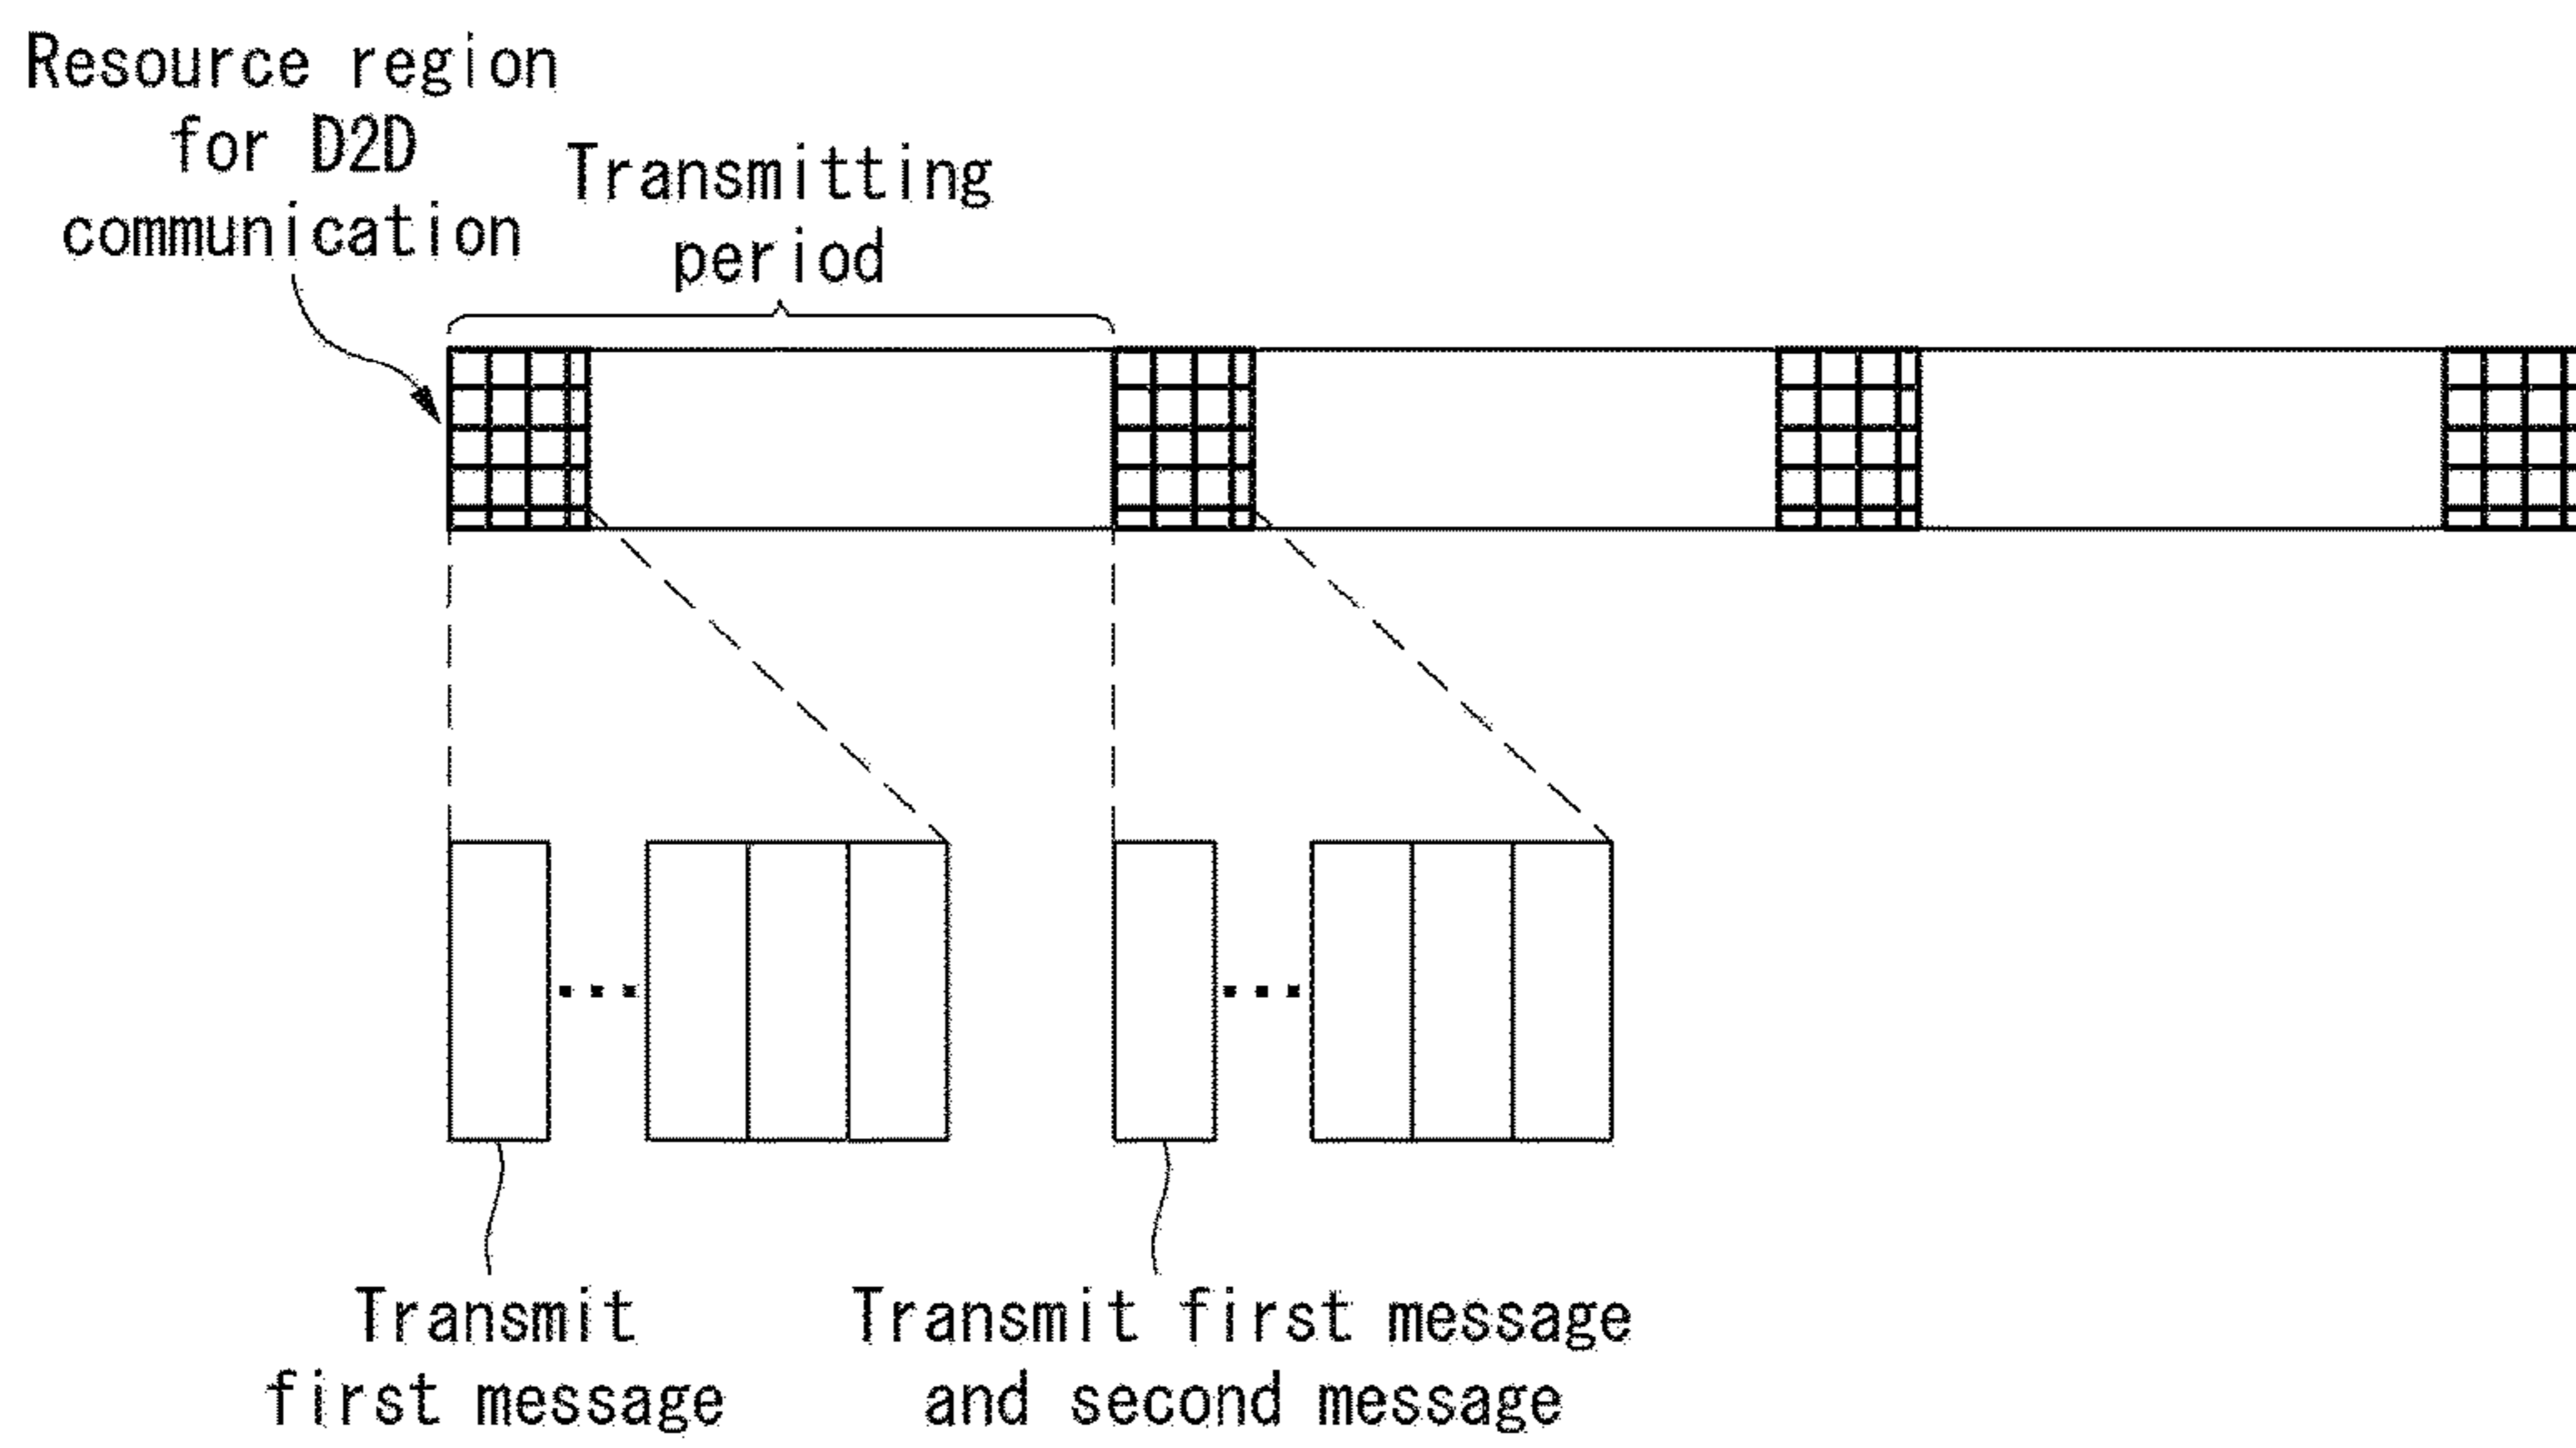 Resource region
for D2D
communication
Transmitting
period
Transmit
first message
Transmit first message
and second message